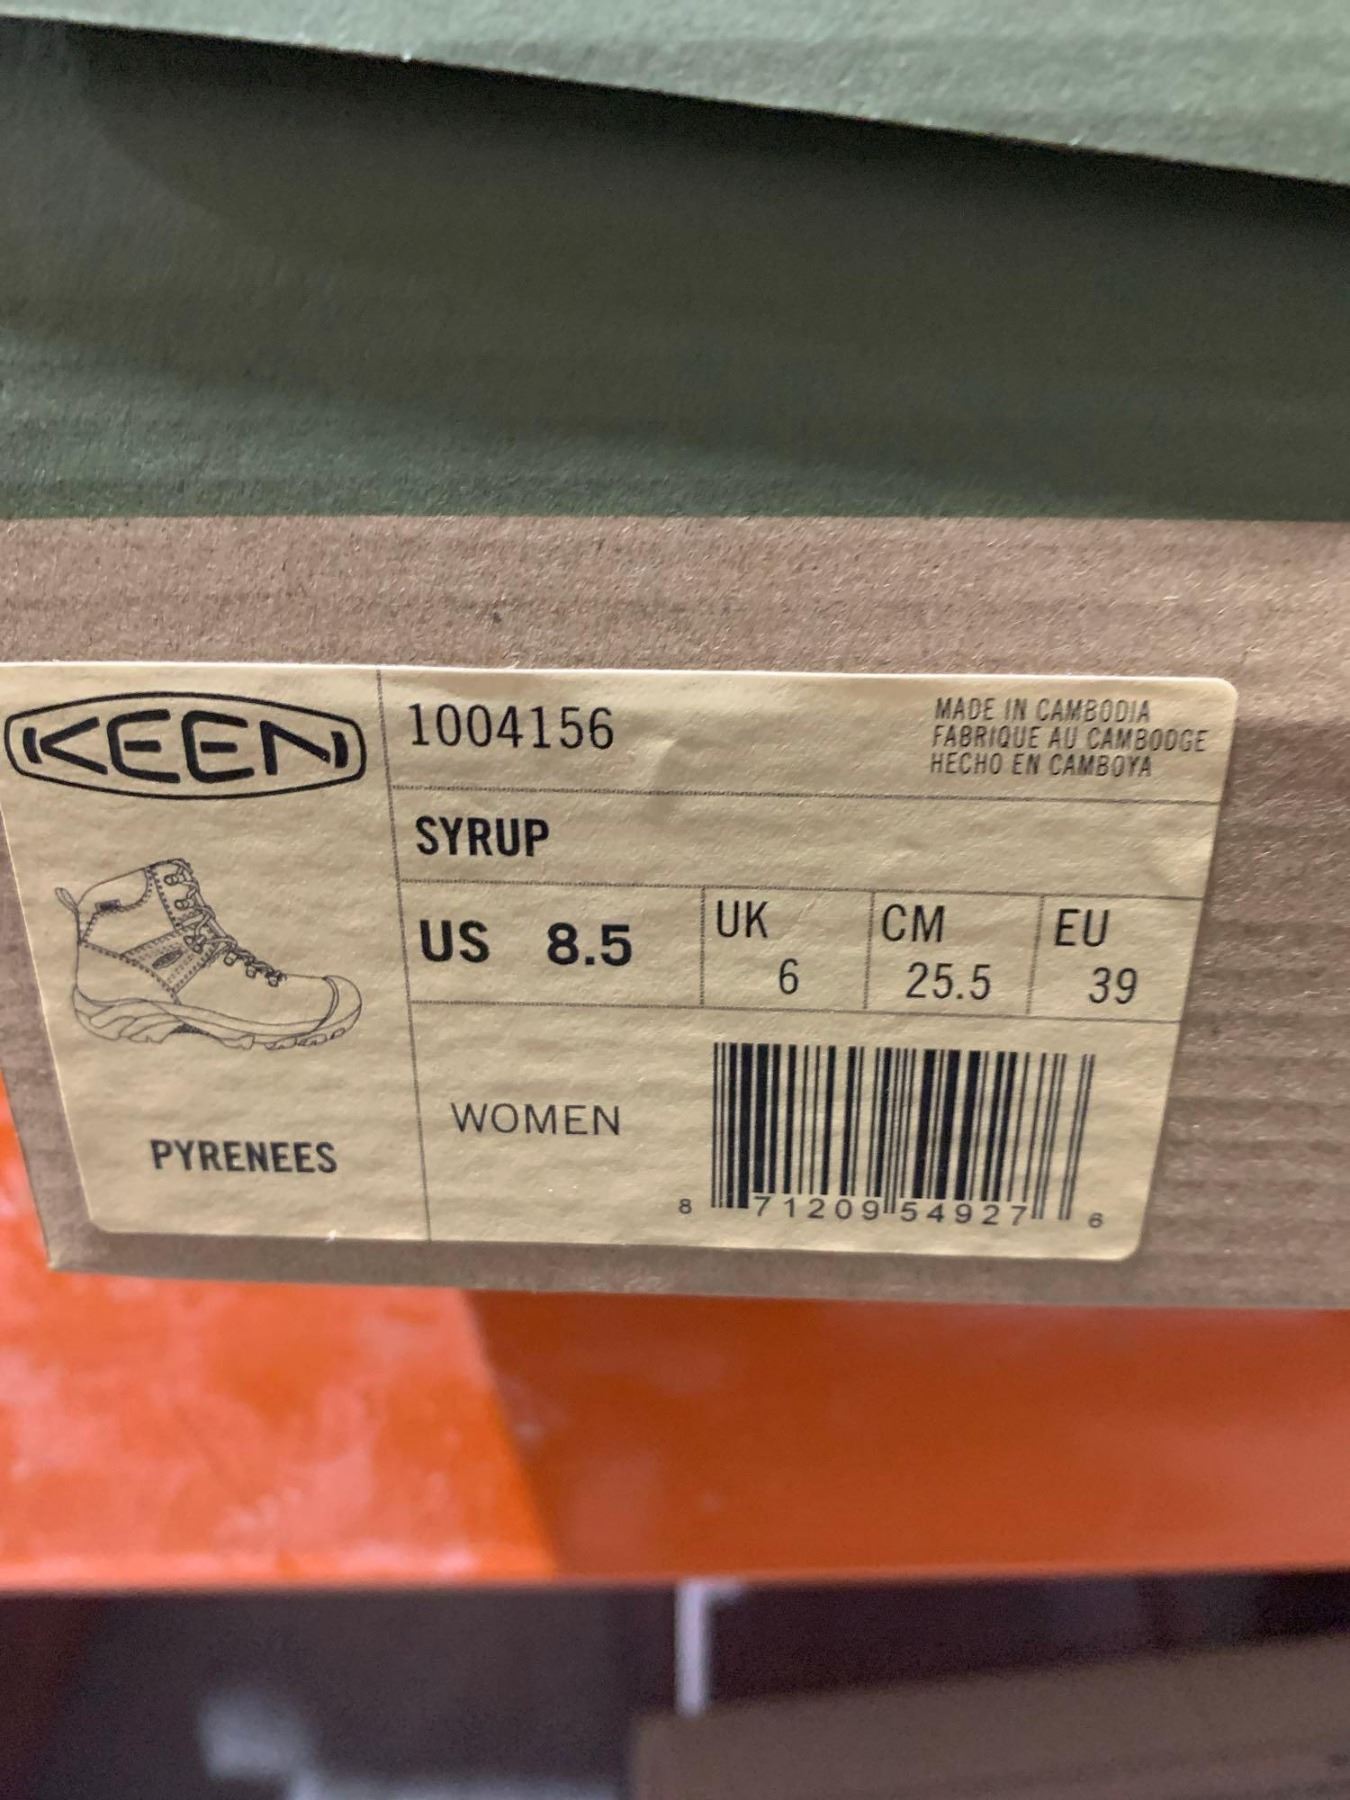 KEEN
1004156
MADE IN CAMBODIA
FABRIQUE AU CAMBODGE
HECHO EN CAMBOYA
SYRUP
US 8.5
UK 6
CM 25.5
EU 39
WOMEN
PYRENEES
8 71209 54927 6